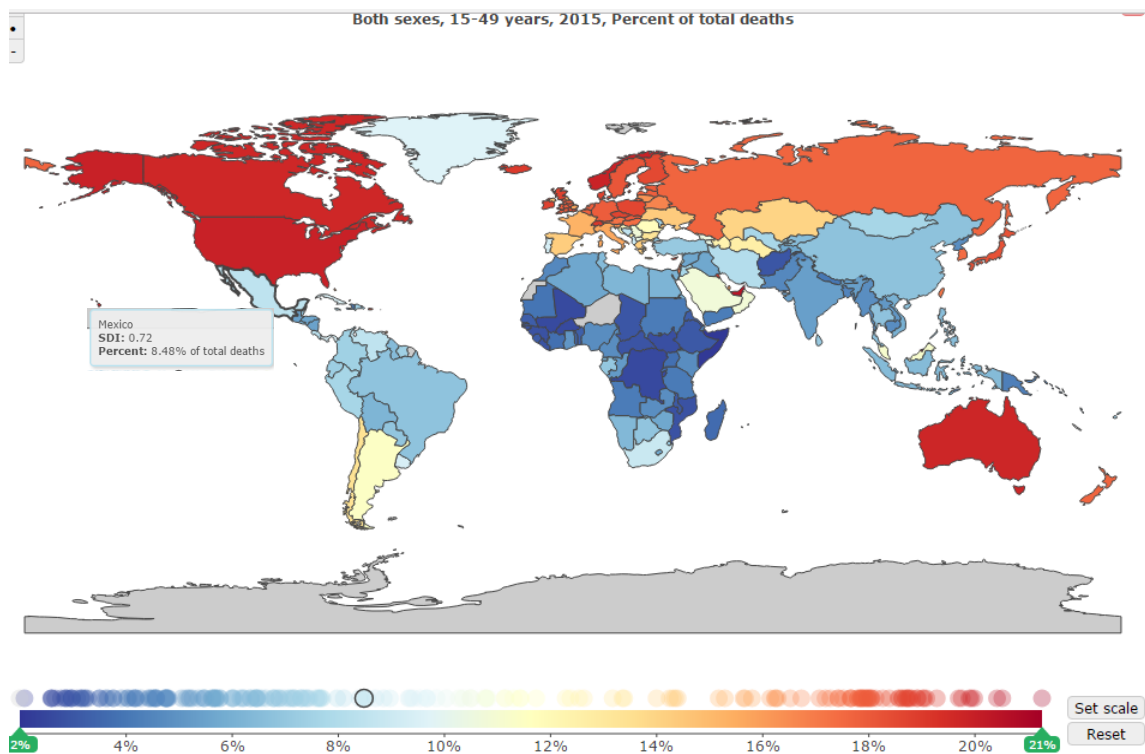 Both sexes, 15-49 years, 2015, Percent of total deaths
-
Mexico
SDI: 0.72
Percent: 8.48% of total deaths
Set scale
Reset
2% 4% 6% 8% 10% 12% 14% 16% 18% 20% 21%